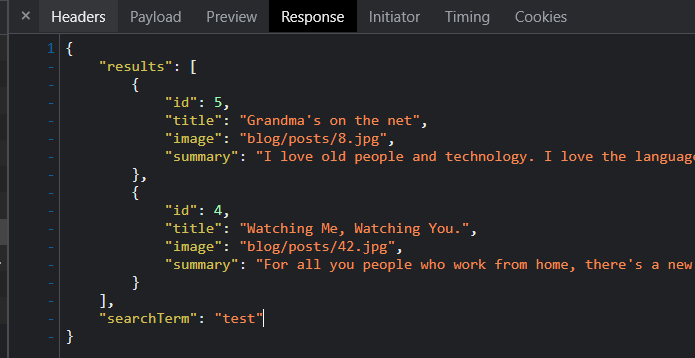 × Headers Payload Preview Response Initiator Timing Cookies
1 {
- "results": [
- {
- "id": 5,
- "title": "Grandma's on the net",
- "image": "blog/posts/8.jpg",
- "summary": "I love old people and technology. I love the language
- },
- {
- "id": 4,
- "title": "Watching Me, Watching You.",
- "image": "blog/posts/42.jpg",
- "summary": "For all you people who work from home, there's a new
- }
- ],
- "searchTerm": "test"
- }